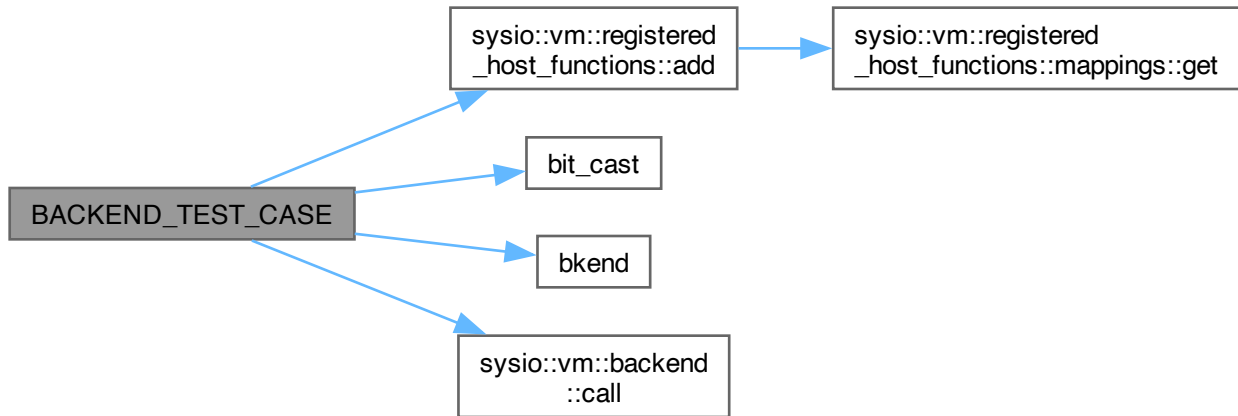 sysio::vm::registered
_host_functions::add
sysio::vm::registered
_host_functions::mappings::get
bit_cast
BACKEND_TEST_CASE
bkend
sysio::vm::backend
::call